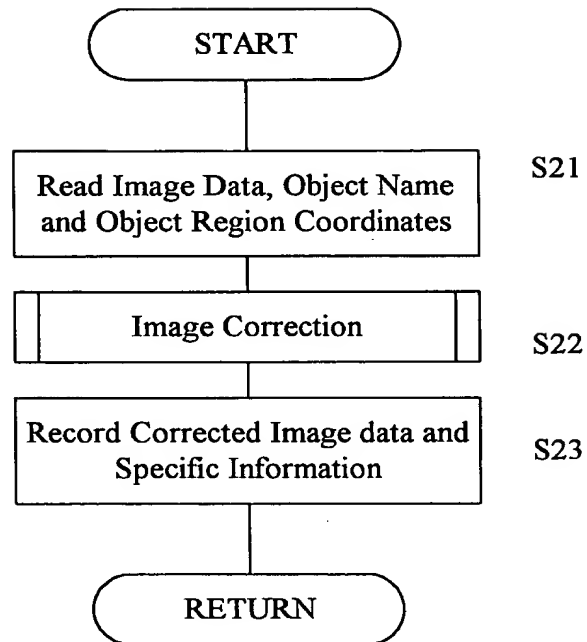 START
Read Image Data, Object Name
and Object Region Coordinates
S21
Image Correction
S22
Record Corrected Image data and
Specific Information
S23
RETURN